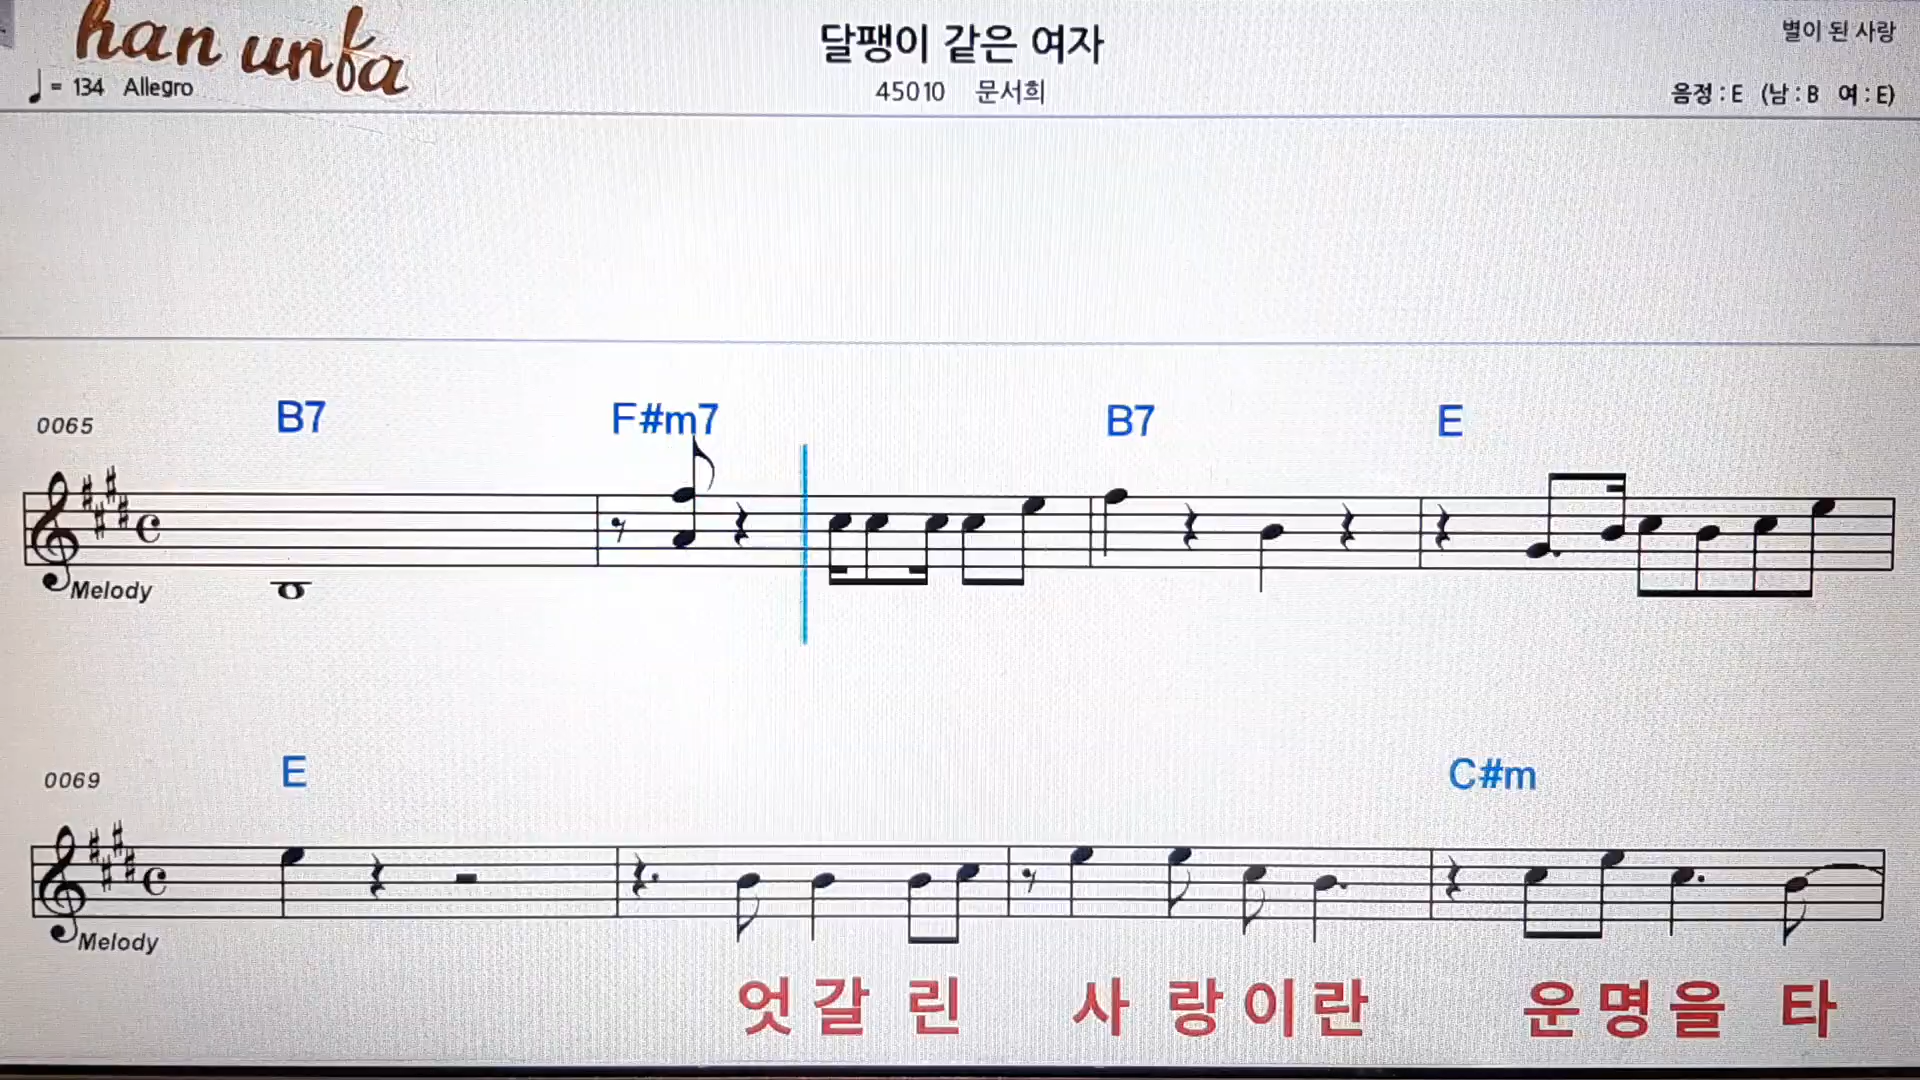 han unfa
달팽이 같은 여자
별이 된 사랑
♩= 134 Allegro
45010 문서희
음정 : E (남 : B 여 : E)
0065 B7 F#m7 B7 E
Melody
0069 E C#m
Melody
엇갈린 사랑이란 운명을 타